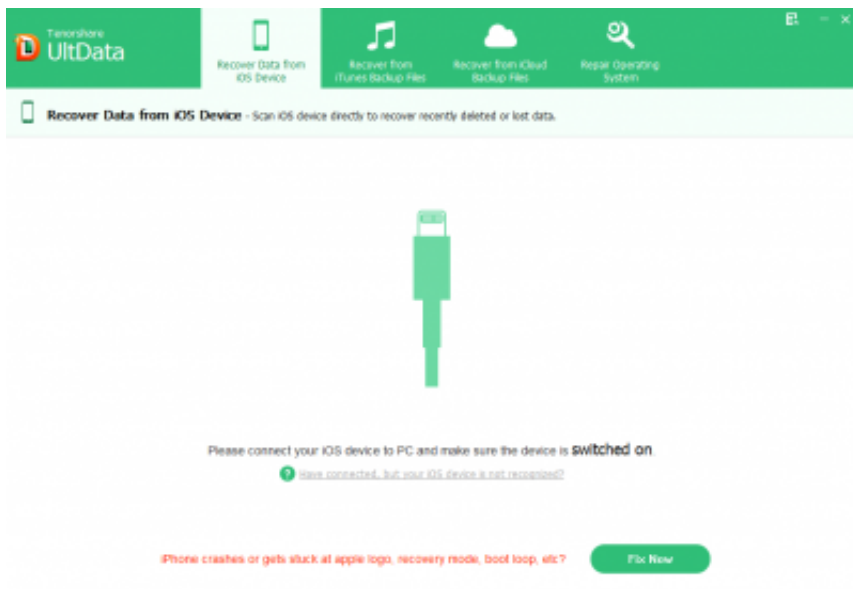 Tenorshare
UltData
Recover Data from
iOS Device
Recover from
iTunes Backup Files
Recover from iCloud
Backup Files
Repair Operating
System
Recover Data from iOS Device - Scan iOS device directly to recover recently deleted or lost data.
Please connect your iOS device to PC and make sure the device is switched on.
? Have connected, but your iOS device is not recognized?
iPhone crashes or gets stuck at apple logo, recovery mode, boot loop, etc?
Fix Now